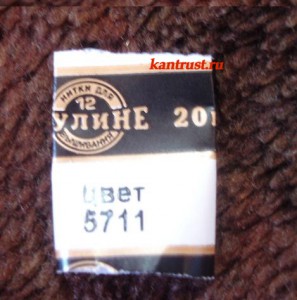 kantrust.ru
НИТКИ ДЛЯ
12
ВЫШИВАНИЯ
УЛИНЕ 20
цвет
5711